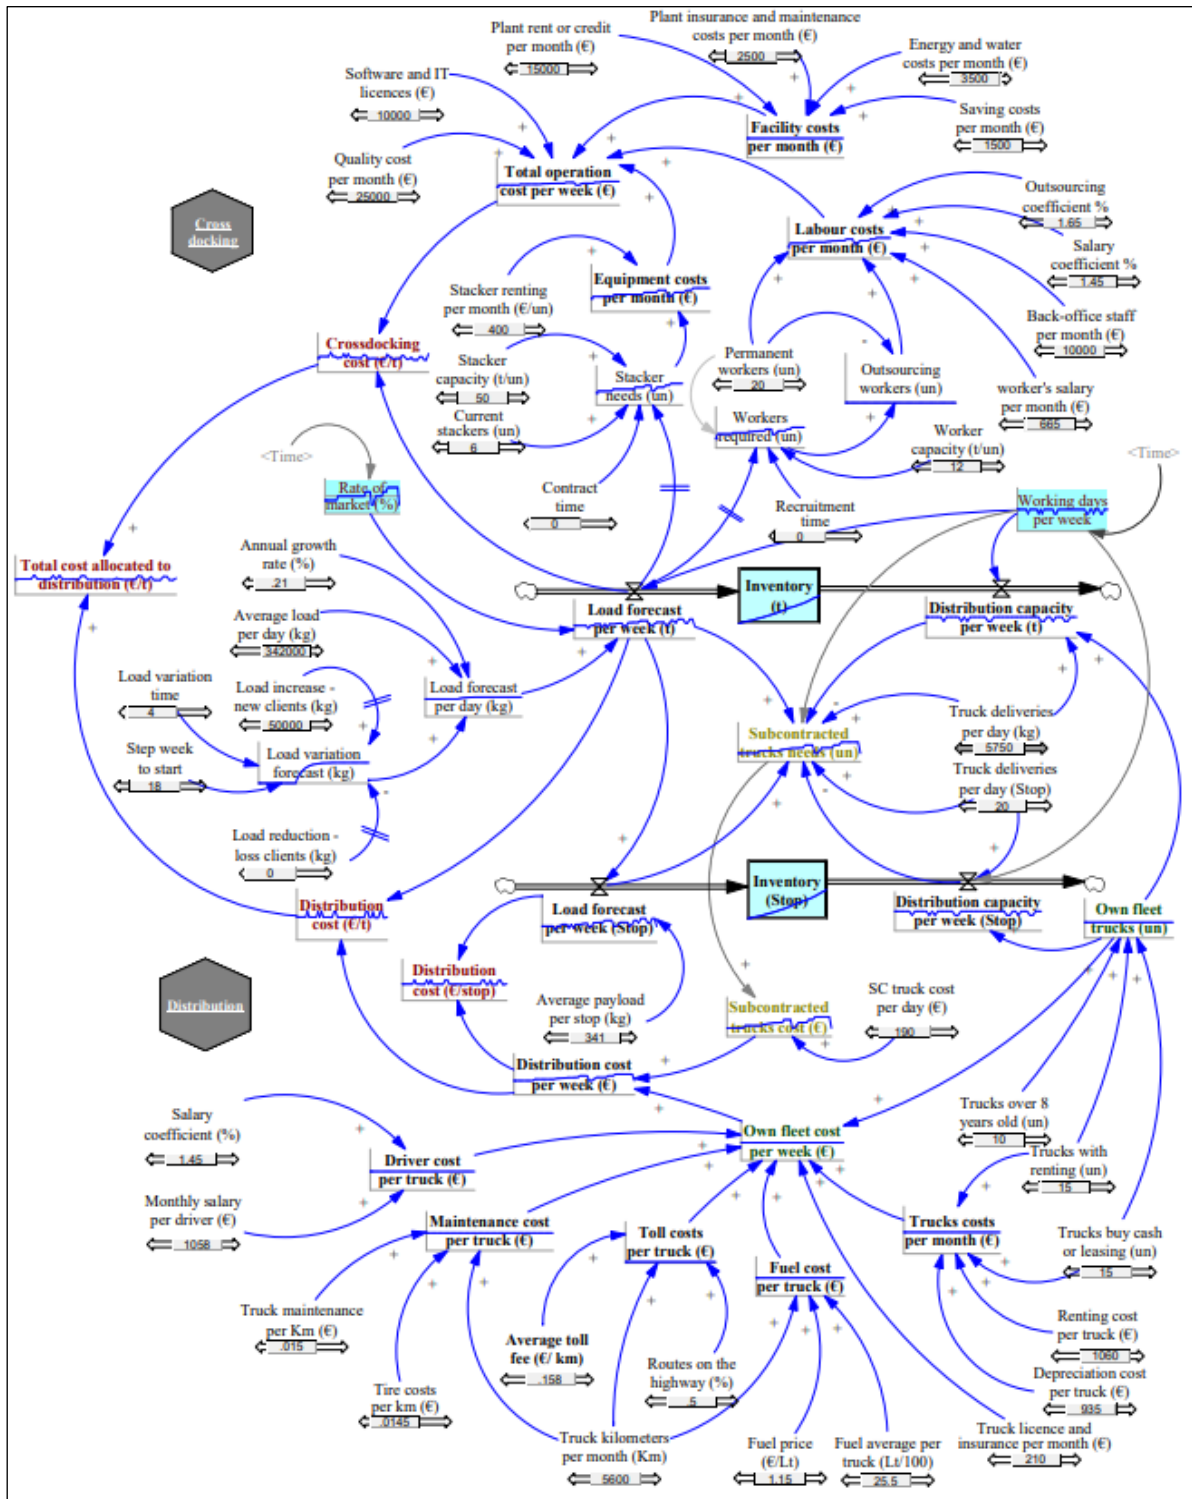 Plant rent or credit
per month (€)
15000
Plant insurance and maintenance
costs per month (€)
2500
Energy and water
costs per month (€)
3500
Software and IT
licences (€)
10000
Saving costs
per month (€)
1500
Facility costs
per month (€)
Quality cost
per month (€)
25000
Total operation
cost per week (€)
Outsourcing
coefficient %
1.65
Cross
docking
Labour costs
per month (€)
Salary
coefficient %
1.45
Stacker renting
per month (€/un)
400
Equipment costs
per month (€)
Back-office staff
per month (€)
10000
Crossdocking
cost (€/t)
Stacker
capacity (t/un)
50
Stacker
needs (un)
Permanent
workers (un)
20
Outsourcing
workers (un)
worker's salary
per month (€)
665
Current
stackers (un)
6
Workers
required (un)
Worker
capacity (t/un)
12
<Time>
<Time>
Rate of
market (%)
Contract
time
0
Recruitment
time
0
Working days
per week
Total cost allocated to
distribution (€/t)
Annual growth
rate (%)
.21
Inventory
(t)
Load forecast
per week (t)
Distribution capacity
per week (t)
Average load
per day (kg)
342000
Load variation
time
4
Load increase -
new clients (kg)
50000
Load forecast
per day (kg)
Truck deliveries
per day (kg)
5750
Subcontracted
trucks needs (un)
Step week
to start
18
Load variation
forecast (kg)
Truck deliveries
per day (Stop)
20
Load reduction -
loss clients (kg)
0
Inventory
(Stop)
Distribution
cost (€/t)
Load forecast
per week (Stop)
Distribution capacity
per week (Stop)
Own fleet
trucks (un)
Distribution
Distribution
cost (€/stop)
Average payload
per stop (kg)
341
Subcontracted
trucks cost (€)
SC truck cost
per day (€)
190
Distribution cost
per week (€)
Salary
coefficient (%)
1.45
Driver cost
per truck (€)
Own fleet cost
per week (€)
Trucks over 8
years old (un)
10
Trucks with
renting (un)
15
Monthly salary
per driver (€)
1058
Maintenance cost
per truck (€)
Toll costs
per truck (€)
Trucks costs
per month (€)
Trucks buy cash
or leasing (un)
15
Fuel cost
per truck (€)
Truck maintenance
per Km (€)
.015
Average toll
fee (€/ km)
.158
Routes on the
highway (%)
.5
Renting cost
per truck (€)
1060
Tire costs
per km (€)
.0145
Depreciation cost
per truck (€)
935
Truck kilometers
per month (Km)
5600
Fuel price
(€/Lt)
1.15
Fuel average per
truck (Lt/100)
25.5
Truck licence and
insurance per month (€)
210